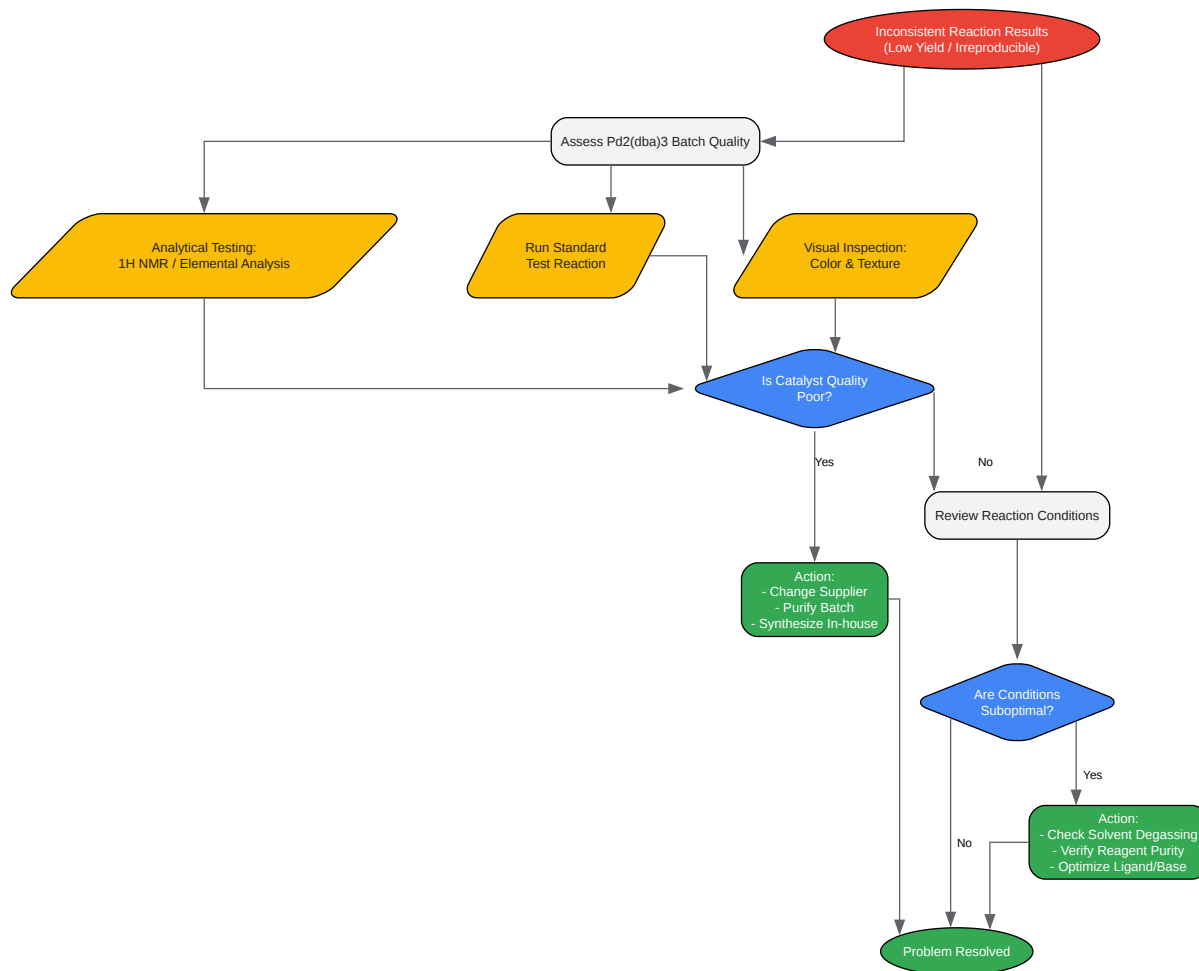 Inconsistent Reaction Results
(Low Yield / Irreproducible)
Assess Pd2(dba)3 Batch Quality
Analytical Testing:
1H NMR / Elemental Analysis
Run Standard
Test Reaction
Visual Inspection:
Color & Texture
Is Catalyst Quality
Poor?
Yes
No
Review Reaction Conditions
Action:
- Change Supplier
- Purify Batch
- Synthesize In-house
Are Conditions
Suboptimal?
Yes
No
Action:
- Check Solvent Degassing
- Verify Reagent Purity
- Optimize Ligand/Base
Problem Resolved